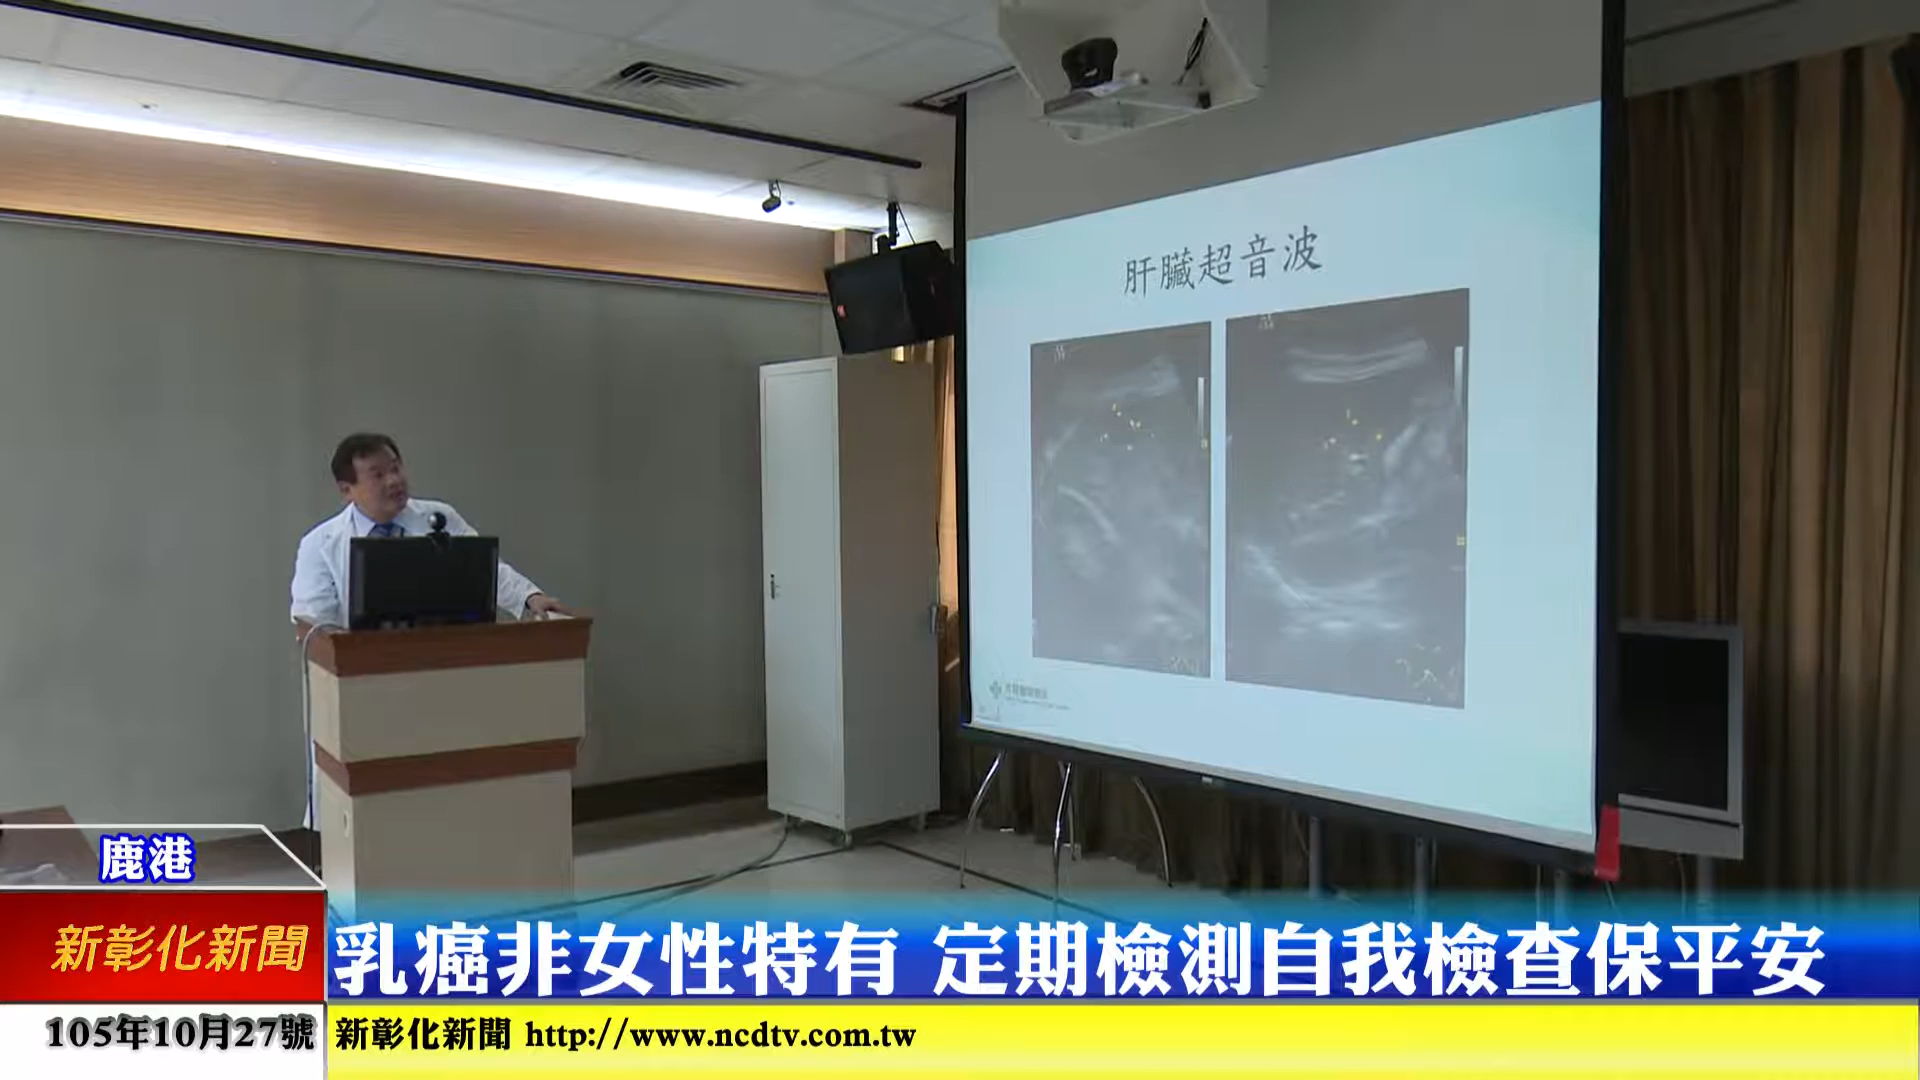 肝臟超音波
鹿港
新彰化新聞
乳癌非女性特有 定期檢測自我檢查保平安
105年10月27號
新彰化新聞 http://www.ncdtv.com.tw